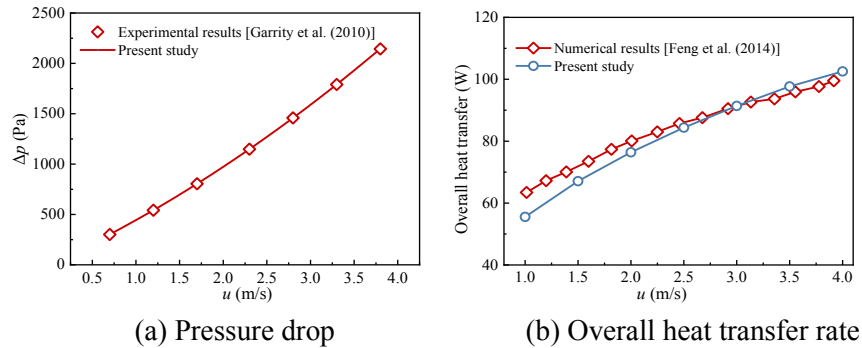 Experimental results [Garrity et al. (2010)]
Present study
2500
2000
1500
1000
500
0
Δp (Pa)
0.5 1.0 1.5 2.0 2.5 3.0 3.5 4.0
u (m/s)
(a) Pressure drop
Numerical results [Feng et al. (2014)]
Present study
120
100
80
60
40
Overall heat transfer (W)
1.0 1.5 2.0 2.5 3.0 3.5 4.0
u (m/s)
(b) Overall heat transfer rate